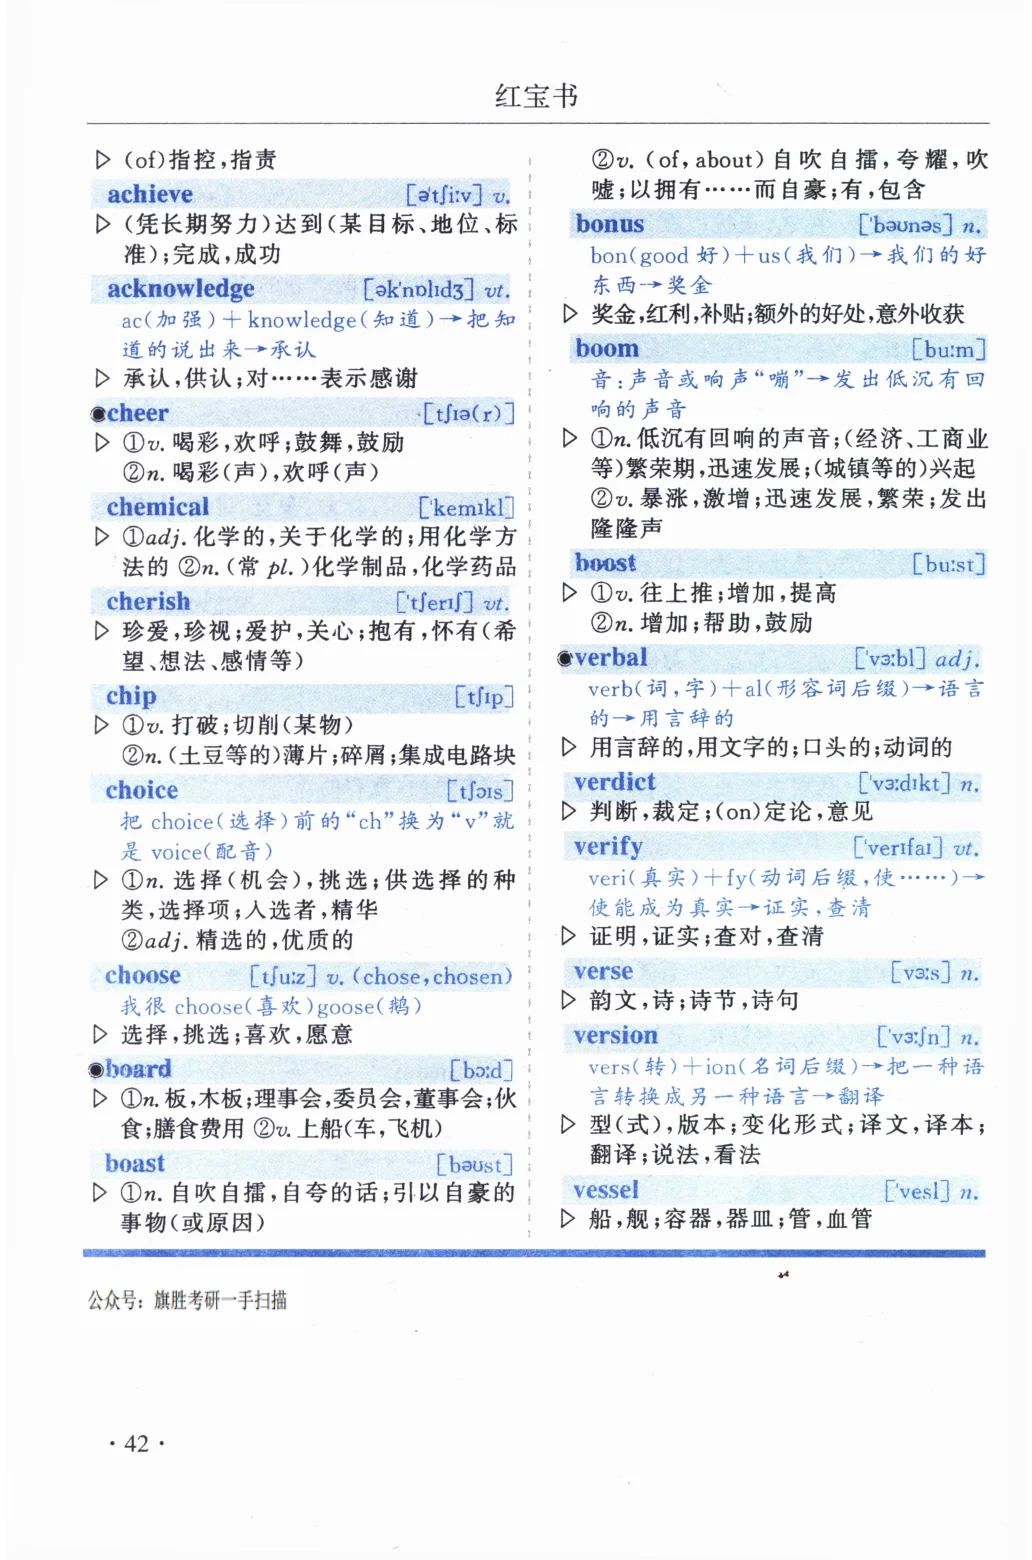 红宝书
▷ (of)指控,指责
achieve [ə'tʃiːv] v.
▷ (凭长期努力)达到(某目标、地位、标
准);完成,成功
acknowledge [ək'nɒlɪdʒ] vt.
ac(加强)＋knowledge(知道)→把知
道的说出来→承认
▷ 承认,供认;对……表示感谢
◉cheer [tʃɪə(r)]
▷ ①v. 喝彩,欢呼;鼓舞,鼓励
②n. 喝彩(声),欢呼(声)
chemical ['kemɪkl]
▷ ①adj. 化学的,关于化学的;用化学方
法的 ②n. (常 pl. )化学制品,化学药品
cherish ['tʃerɪʃ] vt.
▷ 珍爱,珍视;爱护,关心;抱有,怀有(希
望、想法、感情等)
chip [tʃɪp]
▷ ①v. 打破;切削(某物)
②n. (土豆等的)薄片;碎屑;集成电路块
choice [tʃɔɪs]
把 choice(选择)前的“ch”换为“v”就
是 voice(配音)
▷ ①n. 选择(机会),挑选;供选择的种
类,选择项;入选者,精华
②adj. 精选的,优质的
choose [tʃuːz] v. (chose,chosen)
我很 choose(喜欢)goose(鹅)
▷ 选择,挑选;喜欢,愿意
◉board [bɔːd]
▷ ①n. 板,木板;理事会,委员会,董事会;伙
食;膳食费用 ②v. 上船(车,飞机)
boast [bəʊst]
▷ ①n. 自吹自擂,自夸的话;引以自豪的
事物(或原因)
②v. (of, about) 自吹自擂,夸耀,吹
嘘;以拥有……而自豪;有,包含
bonus ['bəʊnəs] n.
bon(good 好)＋us(我们)→我们的好
东西→奖金
▷ 奖金,红利,补贴;额外的好处,意外收获
boom [buːm]
音:声音或响声“嘣”→发出低沉有回
响的声音
▷ ①n. 低沉有回响的声音;(经济、工商业
等)繁荣期,迅速发展;(城镇等的)兴起
②v. 暴涨,激增;迅速发展,繁荣;发出
隆隆声
boost [buːst]
▷ ①v. 往上推;增加,提高
②n. 增加;帮助,鼓励
◉verbal ['vɜːbl] adj.
verb(词,字)＋al(形容词后缀)→语言
的→用言辞的
▷ 用言辞的,用文字的;口头的;动词的
verdict ['vɜːdɪkt] n.
▷ 判断,裁定;(on)定论,意见
verify ['verɪfaɪ] vt.
veri(真实)＋fy(动词后缀,使……)→
使能成为真实→证实,查清
▷ 证明,证实;查对,查清
verse [vɜːs] n.
▷ 韵文,诗;诗节,诗句
version ['vɜːʃn] n.
vers(转)＋ion(名词后缀)→把一种语
言转换成另一种语言→翻译
▷ 型(式),版本;变化形式;译文,译本;
翻译;说法,看法
vessel ['vesl] n.
▷ 船,舰;容器,器皿;管,血管
公众号：旗胜考研一手扫描
·42·